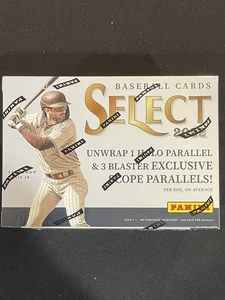 BASEBALL CARDS
SELECT
UNWRAP 1 HOLO PARALLEL
& 3 BLASTER EXCLUSIVE
SCOPE PARALLELS!
PER BOX, ON AVERAGE
PANINI